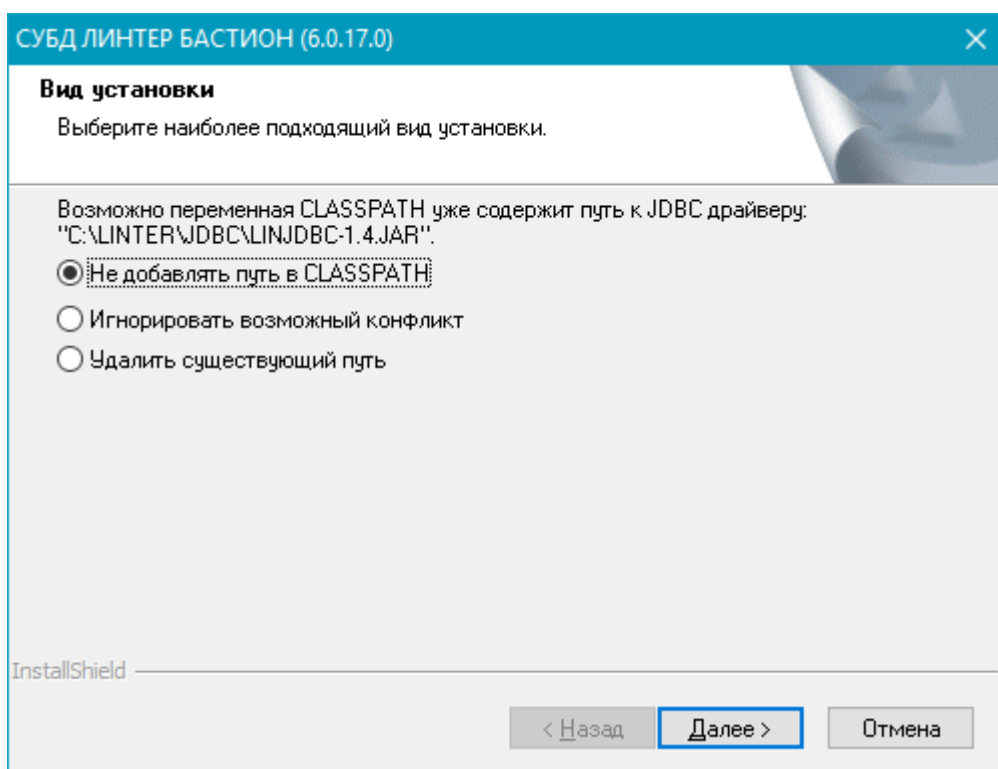 СУБД ЛИНТЕР БАСТИОН (6.0.17.0)
Вид установки
Выберите наиболее подходящий вид установки.
Возможно переменная CLASSPATH уже содержит путь к JDBC драйверу:
"C:\LINTER\JDBC\LINJDBC-1.4.JAR".
Не добавлять путь в CLASSPATH
Игнорировать возможный конфликт
Удалить существующий путь
InstallShield
< Назад Далее > Отмена